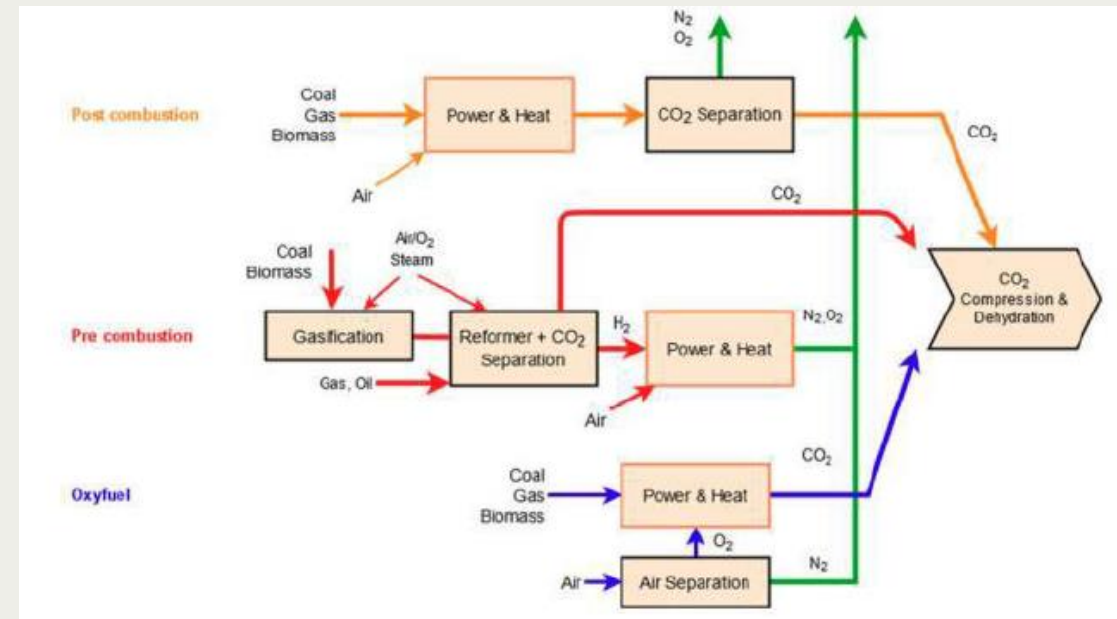 N₂
O₂
Post combustion
Coal
Gas
Biomass
Power & Heat
CO₂ Separation
CO₂
Air
CO₂
Coal
Biomass
Air/O₂
Steam
CO₂
Compression &
Dehydration
Pre combustion
Gasification
Reformer + CO₂
Separation
H₂
Power & Heat
N₂,O₂
Gas, Oil
Air
Oxyfuel
Coal
Gas
Biomass
Power & Heat
CO₂
O₂
Air
Air Separation
N₂